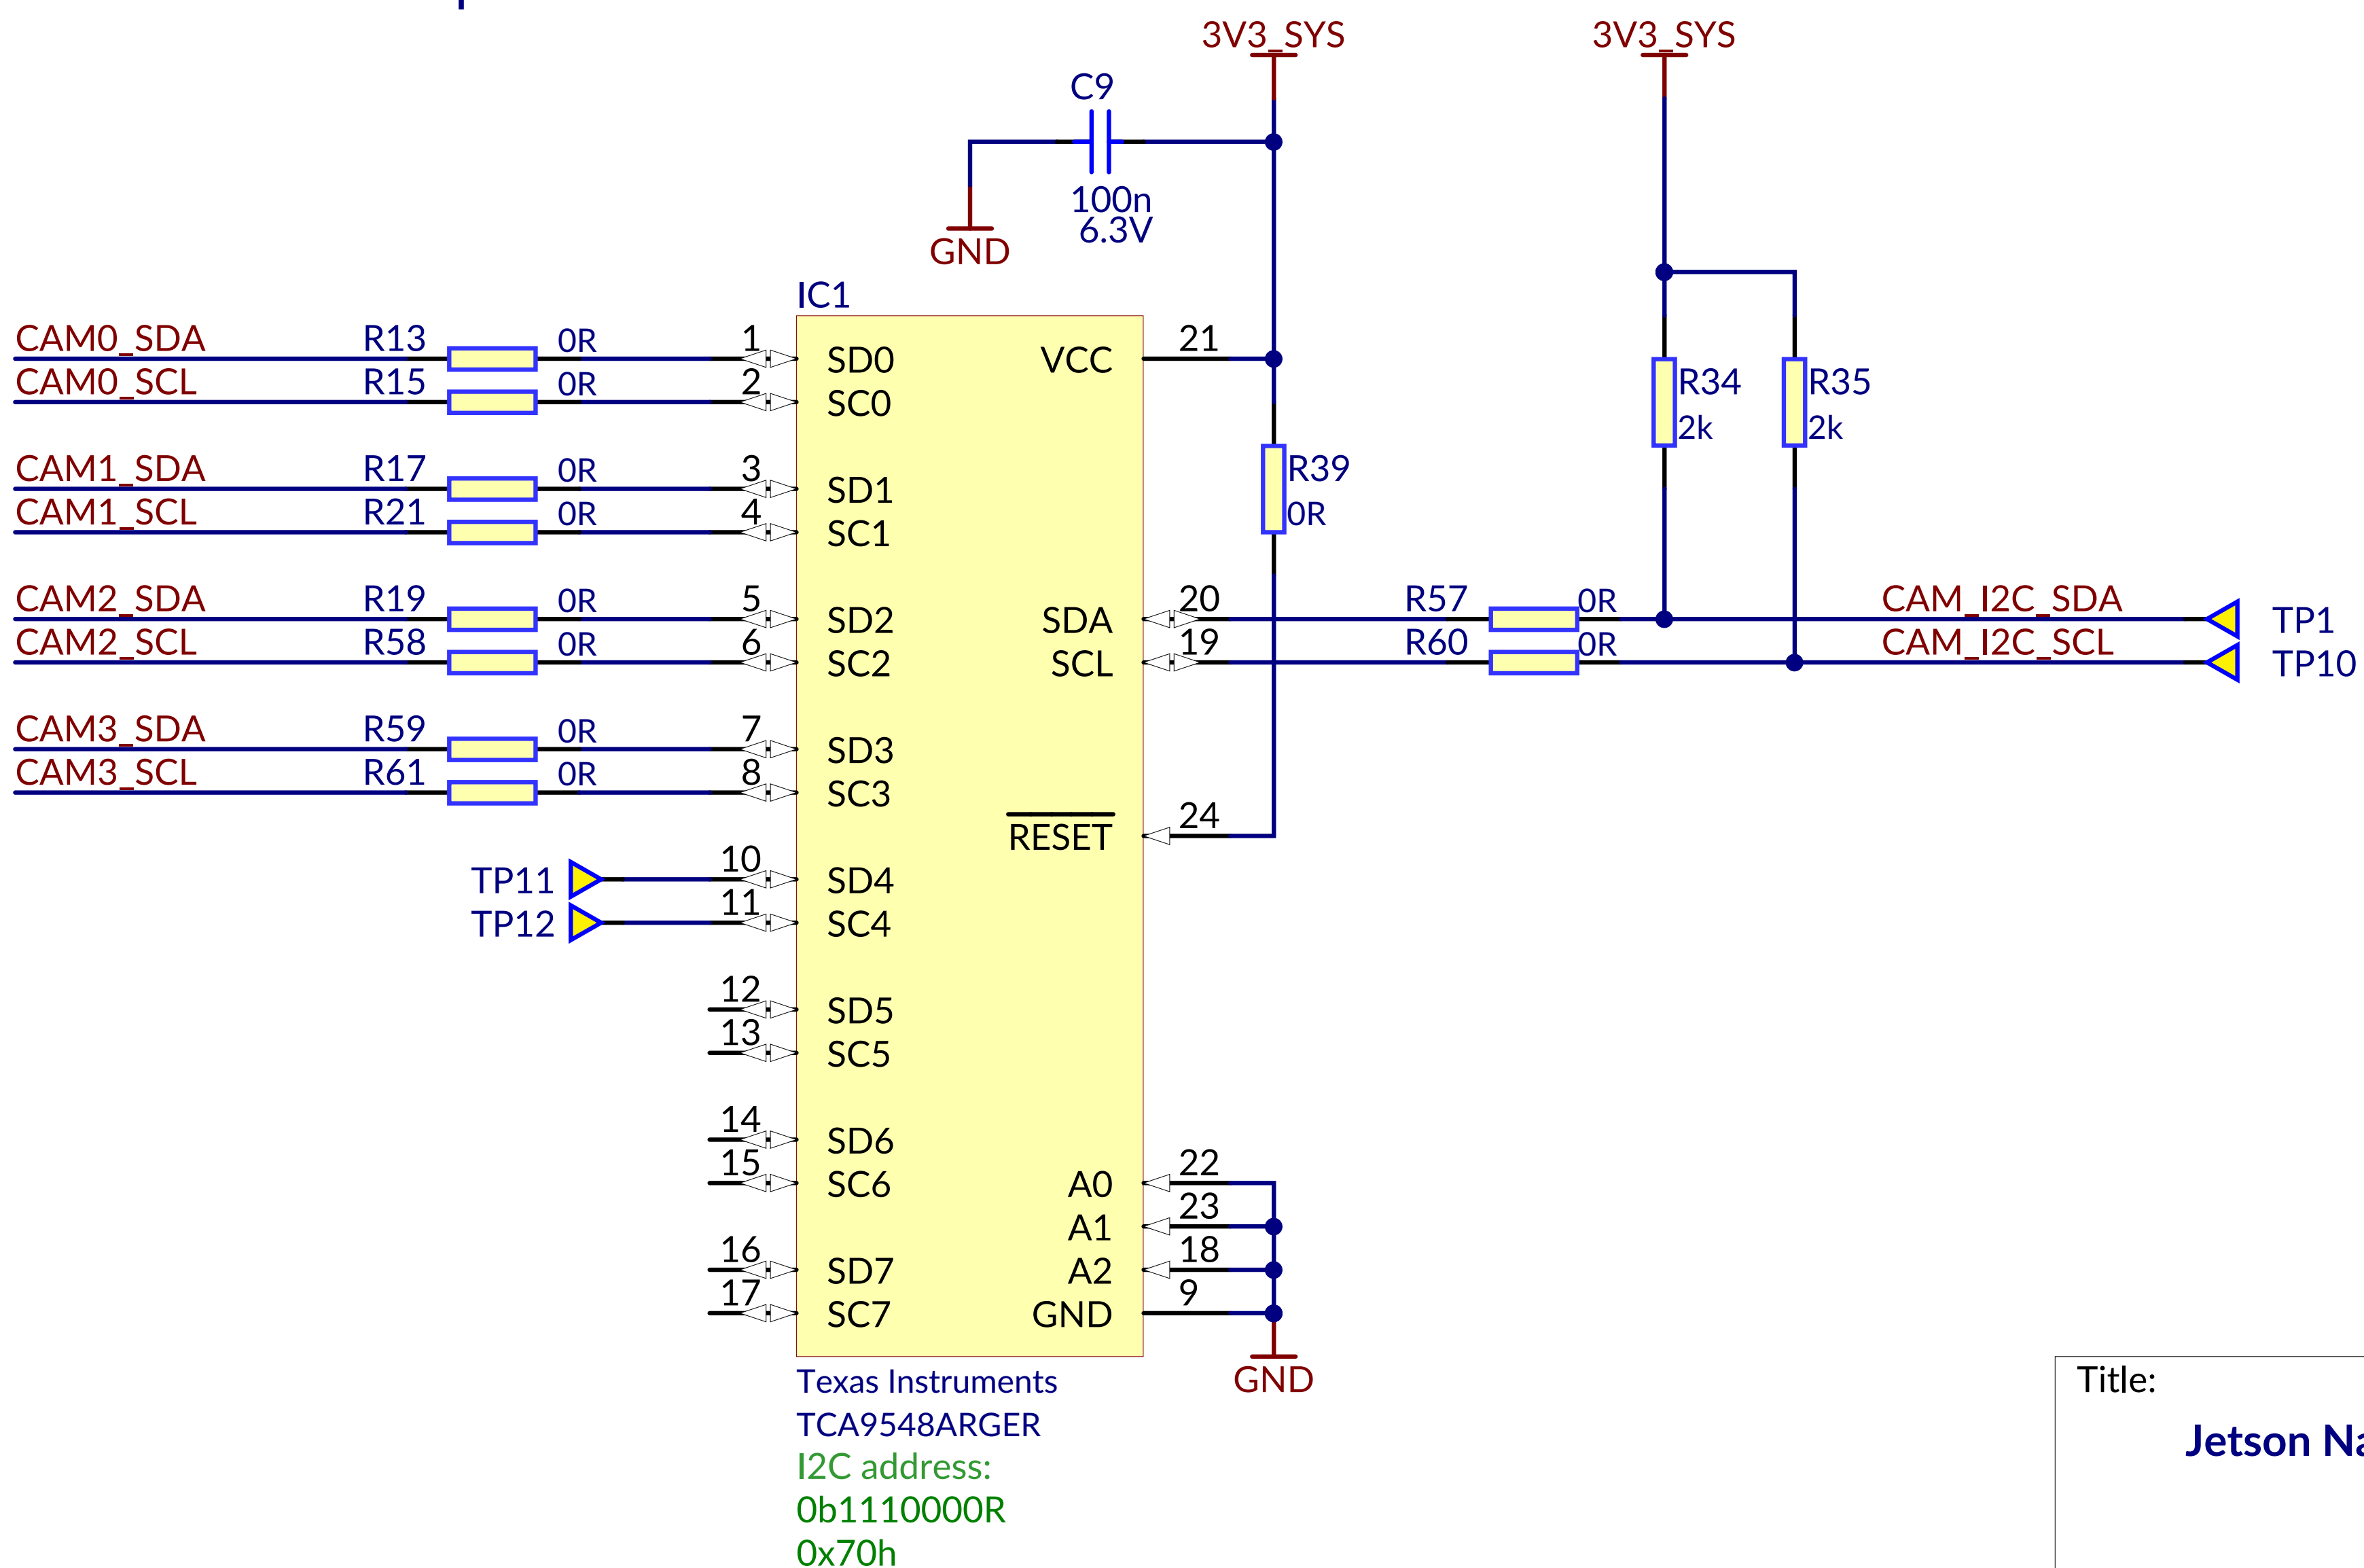 3V3_SYS
3V3_SYS
C9
100n
6.3V
GND
IC1
CAM0_SDA R13 0R 1 SD0 VCC 21
CAM0_SCL R15 0R 2 SC0
R34 R35
2k 2k
CAM1_SDA R17 0R 3 SD1
R39
CAM1_SCL R21 0R 4 SC1
0R
CAM2_SDA R19 0R 5 SD2 SDA 20 R57 0R CAM_I2C_SDA TP1
CAM2_SCL R58 0R 6 SC2 SCL 19 R60 0R CAM_I2C_SCL TP10
CAM3_SDA R59 0R 7 SD3
CAM3_SCL R61 0R 8 SC3
RESET 24
TP11 10 SD4
TP12 11 SC4
12 SD5
13 SC5
14 SD6
15 SC6 A0 22
A1 23
16 SD7 A2 18
17 SC7 GND 9
GND
Texas Instruments
TCA9548ARGER
I2C address:
0b1110000R
0x70h
Title:
Jetson Na